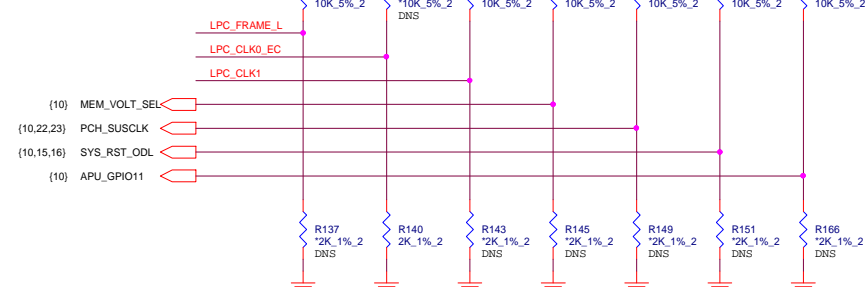 10K_5%_2 *10K_5%_2 10K_5%_2 10K_5%_2 10K_5%_2 10K_5%_2 10K_5%_2
DNS
LPC_FRAME_L
LPC_CLK0_EC
LPC_CLK1
{10} MEM_VOLT_SEL
{10,22,23} PCH_SUSCLK
{10,15,16} SYS_RST_ODL
{10} APU_GPIO11
R137 R140 R143 R145 R149 R151 R166
*2K_1%_2 2K_1%_2 *2K_1%_2 *2K_1%_2 *2K_1%_2 *2K_1%_2 *2K_1%_2
DNS DNS DNS DNS DNS DNS